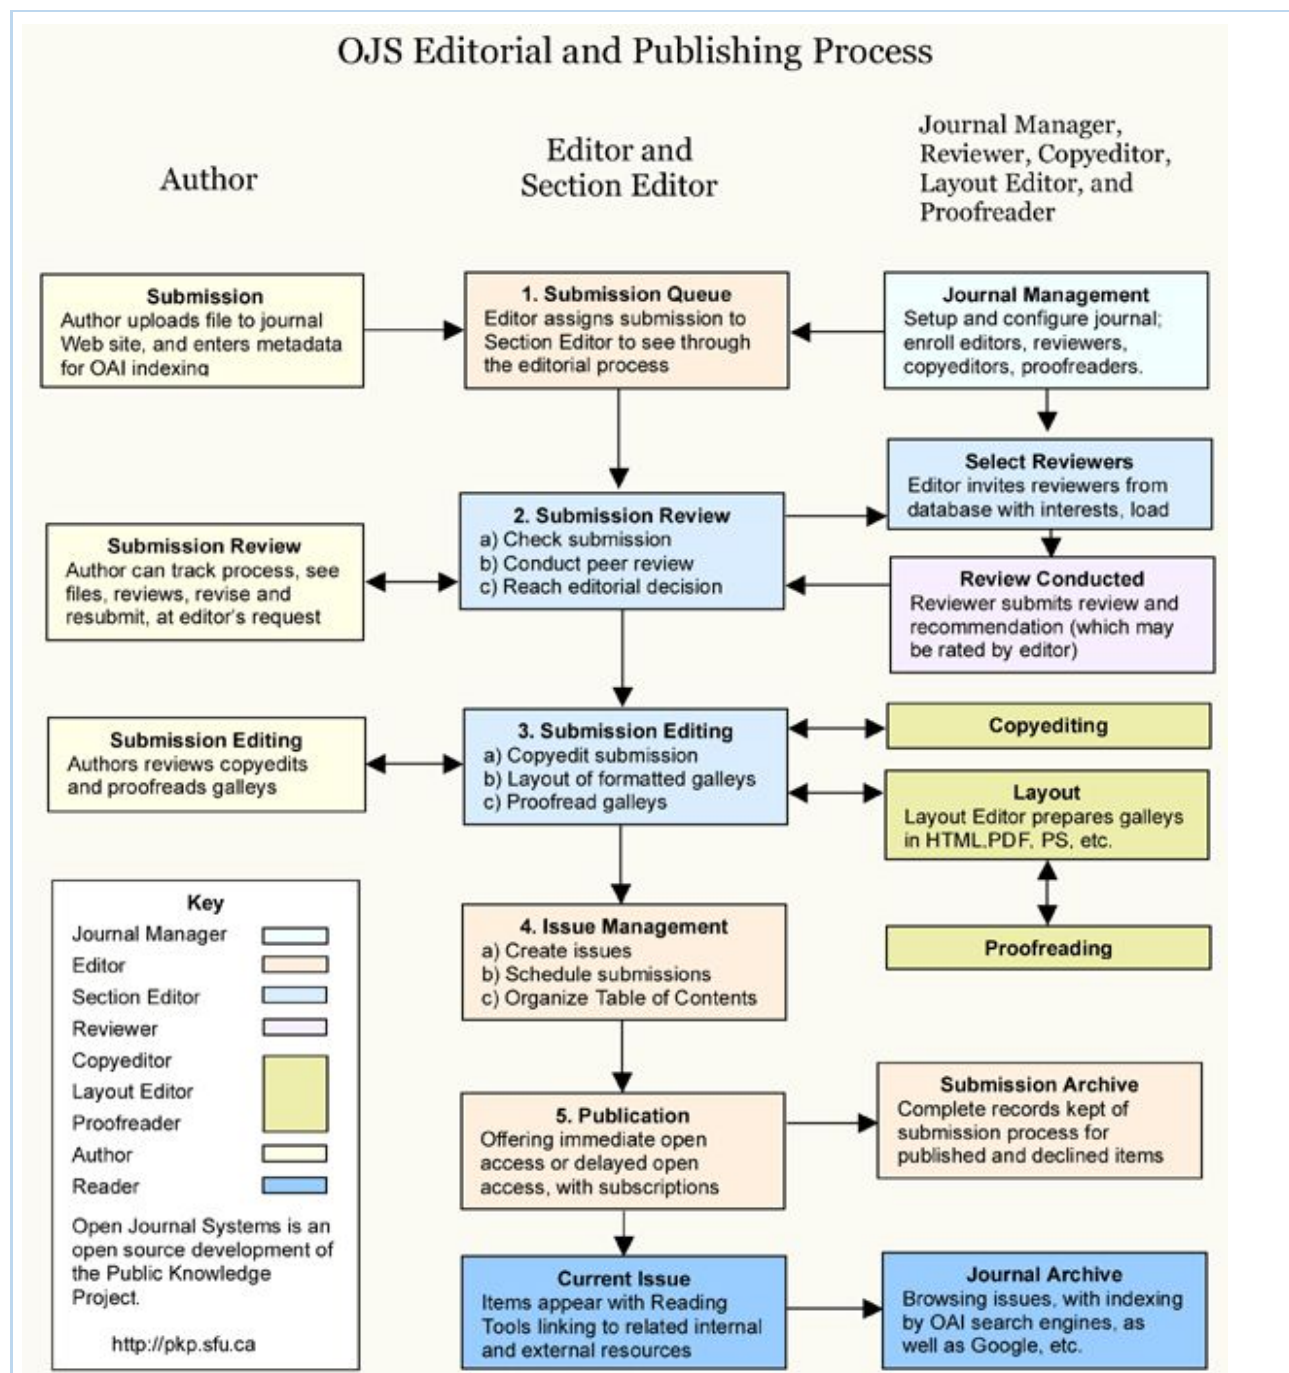 OJS Editorial and Publishing Process
Author
Editor and
Section Editor
Journal Manager,
Reviewer, Copyeditor,
Layout Editor, and
Proofreader
Submission
Author uploads file to journal
Web site, and enters metadata
for OAI indexing
1. Submission Queue
Editor assigns submission to
Section Editor to see through
the editorial process
Journal Management
Setup and configure journal;
enroll editors, reviewers,
copyeditors, proofreaders.
Select Reviewers
Editor invites reviewers from
database with interests, load
Submission Review
Author can track process, see
files, reviews, revise and
resubmit, at editor's request
2. Submission Review
a) Check submission
b) Conduct peer review
c) Reach editorial decision
Review Conducted
Reviewer submits review and
recommendation (which may
be rated by editor)
Submission Editing
Authors reviews copyedits
and proofreads galleys
3. Submission Editing
a) Copyedit submission
b) Layout of formatted galleys
c) Proofread galleys
Copyediting
Layout
Layout Editor prepares galleys
in HTML,PDF, PS, etc.
Proofreading
4. Issue Management
a) Create issues
b) Schedule submissions
c) Organize Table of Contents
5. Publication
Offering immediate open
access or delayed open
access, with subscriptions
Submission Archive
Complete records kept of
submission process for
published and declined items
Current Issue
Items appear with Reading
Tools linking to related internal
and external resources
Journal Archive
Browsing issues, with indexing
by OAI search engines, as
well as Google, etc.
Key
Journal Manager
Editor
Section Editor
Reviewer
Copyeditor
Layout Editor
Proofreader
Author
Reader
Open Journal Systems is an
open source development of
the Public Knowledge
Project.
http://pkp.sfu.ca